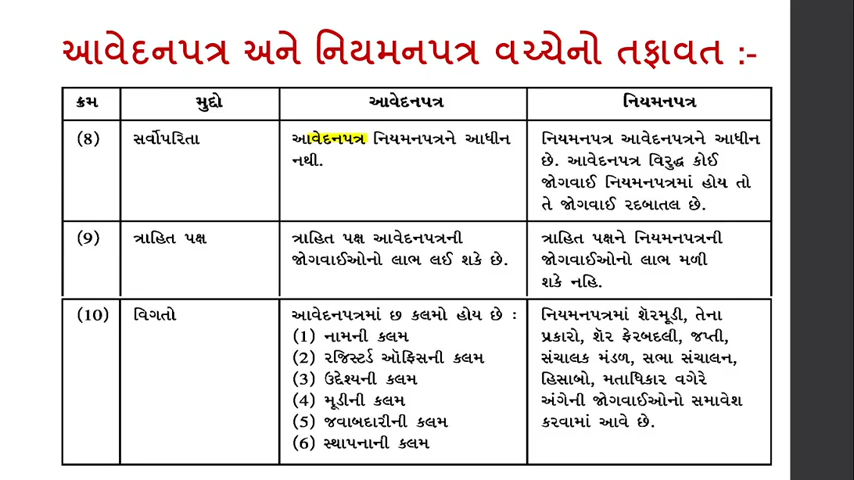 આવેદનપત્ર અને નિયમનપત્ર વચ્ચેનો તફાવત :-
ક્રમ મુદ્દો આવેદનપત્ર નિયમનપત્ર
(8) સર્વોપરિતા
આવેદનપત્ર નિયમનપત્રને આધીન
નથી.
નિયમનપત્ર આવેદનપત્રને આધીન
છે. આવેદનપત્ર વિરુદ્ધ કોઈ
જોગવાઈ નિયમનપત્રમાં હોય તો
તે જોગવાઈ રદબાતલ છે.
(9) ત્રાહિત પક્ષ
ત્રાહિત પક્ષ આવેદનપત્રની
જોગવાઈઓનો લાભ લઈ શકે છે.
ત્રાહિત પક્ષને નિયમનપત્રની
જોગવાઈઓનો લાભ મળી
શકે નહિ.
(10) વિગતો
આવેદનપત્રમાં છ કલમો હોય છે :
(1) નામની કલમ
(2) રજિસ્ટર્ડ ઑફિસની કલમ
(3) ઉદ્દેશ્યની કલમ
(4) મૂડીની કલમ
(5) જવાબદારીની કલમ
(6) સ્થાપનાની કલમ
નિયમનપત્રમાં શૅરમૂડી, તેના
પ્રકારો, શૅર ફેરબદલી, જપ્તી,
સંચાલક મંડળ, સભા સંચાલન,
હિસાબો, મતાધિકાર વગેરે
અંગેની જોગવાઈઓનો સમાવેશ
કરવામાં આવે છે.